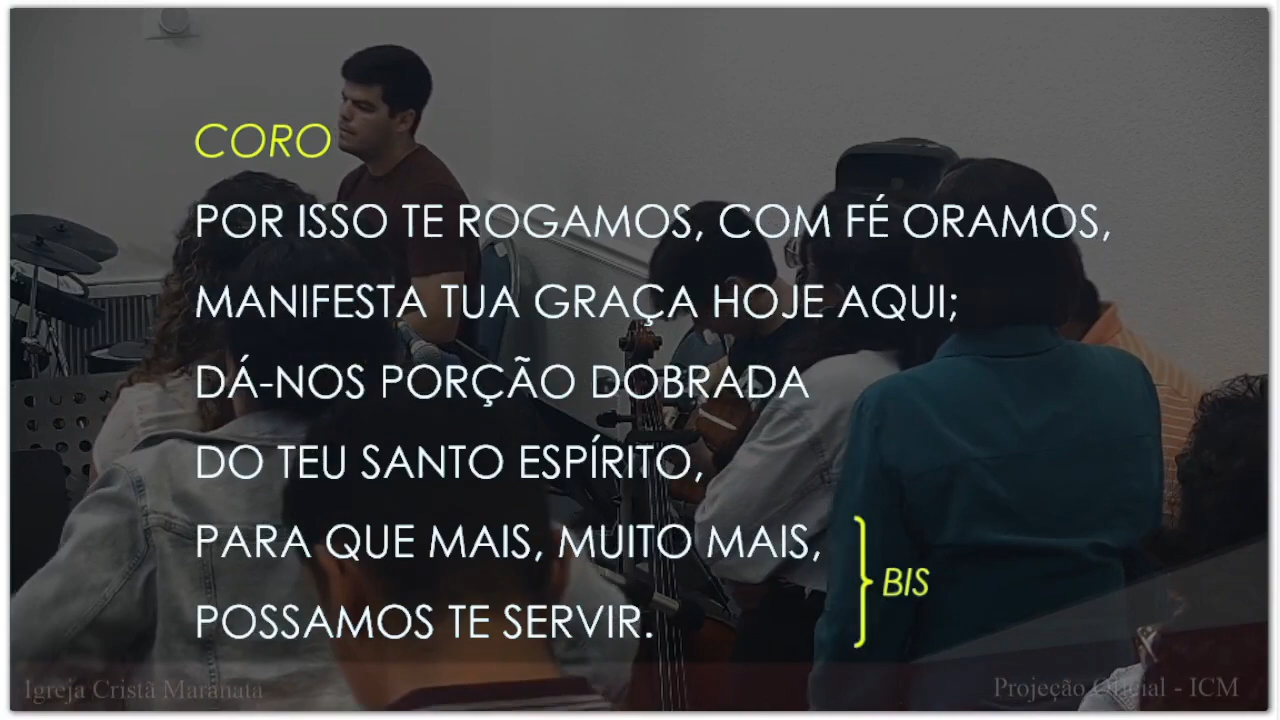 CORO
POR ISSO TE ROGAMOS, COM FÉ ORAMOS,
MANIFESTA TUA GRAÇA HOJE AQUI;
DÁ-NOS PORÇÃO DOBRADA
DO TEU SANTO ESPÍRITO,
PARA QUE MAIS, MUITO MAIS,
POSSAMOS TE SERVIR.
BIS
Igreja Cristã Maranata
Projeção Oficial - ICM